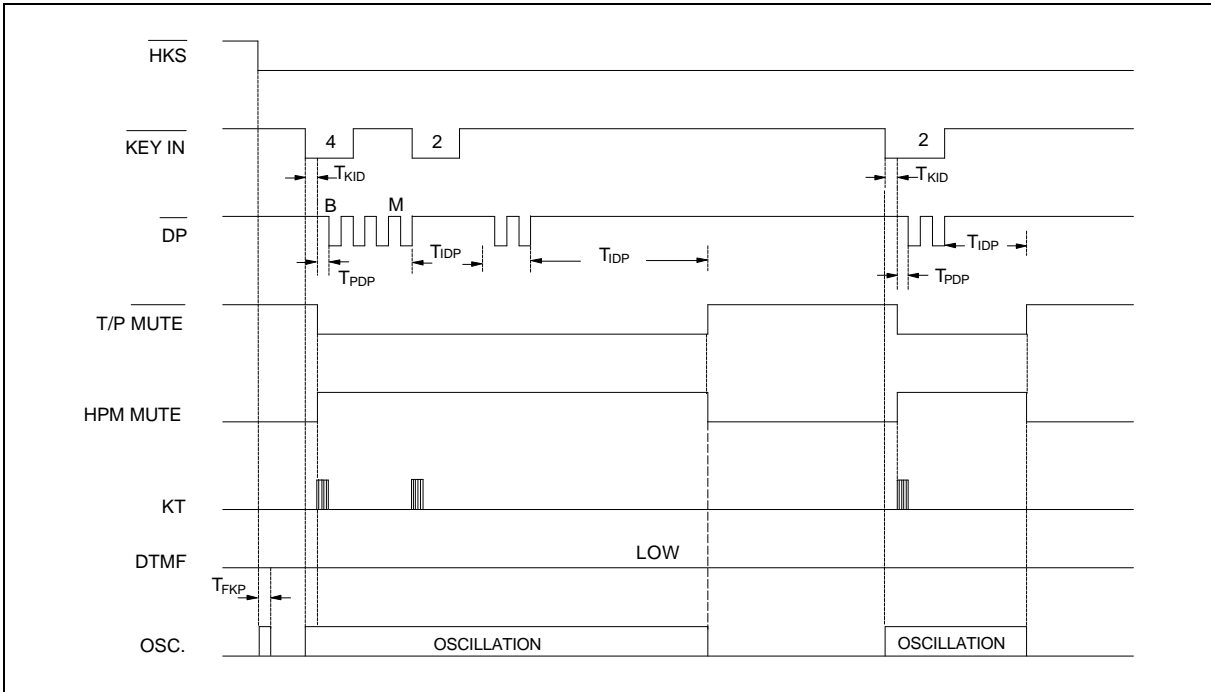 HKS
KEY IN
4
2
2
TKID
TKID
B
M
DP
TIDP
TIDP
TIDP
TPDP
TPDP
T/P MUTE
HPM MUTE
KT
LOW
DTMF
TFKP
OSC.
OSCILLATION
OSCILLATION